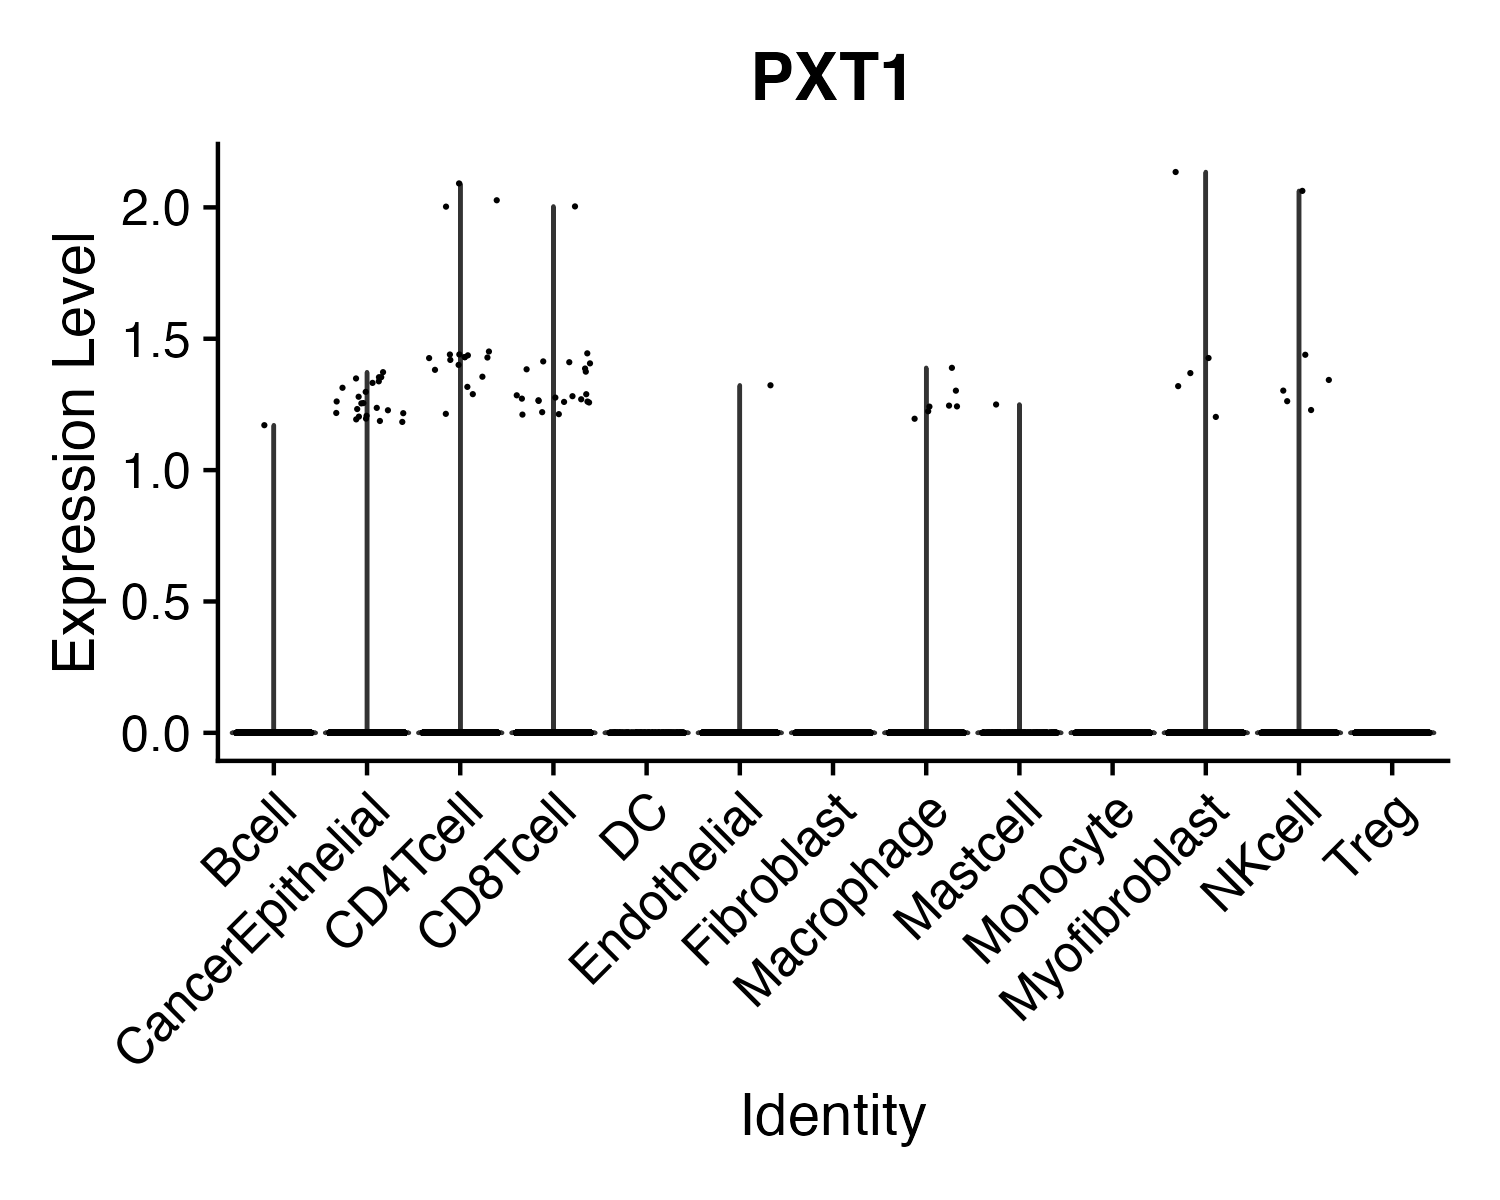 PXT1
Expression Level
2.0
1.5
1.0
0.5
0.0
Bcell
CancerEpithelial
CD4Tcell
CD8Tcell
DC
Endothelial
Fibroblast
Macrophage
Mastcell
Monocyte
Myofibroblast
NKcell
Treg
Identity